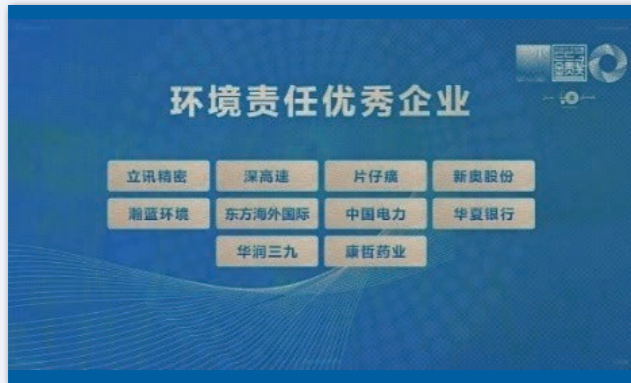 环境责任优秀企业
立讯精密 深高速 片仔癀 新奥股份
瀚蓝环境 东方海外国际 中国电力 华夏银行
华润三九 康哲药业